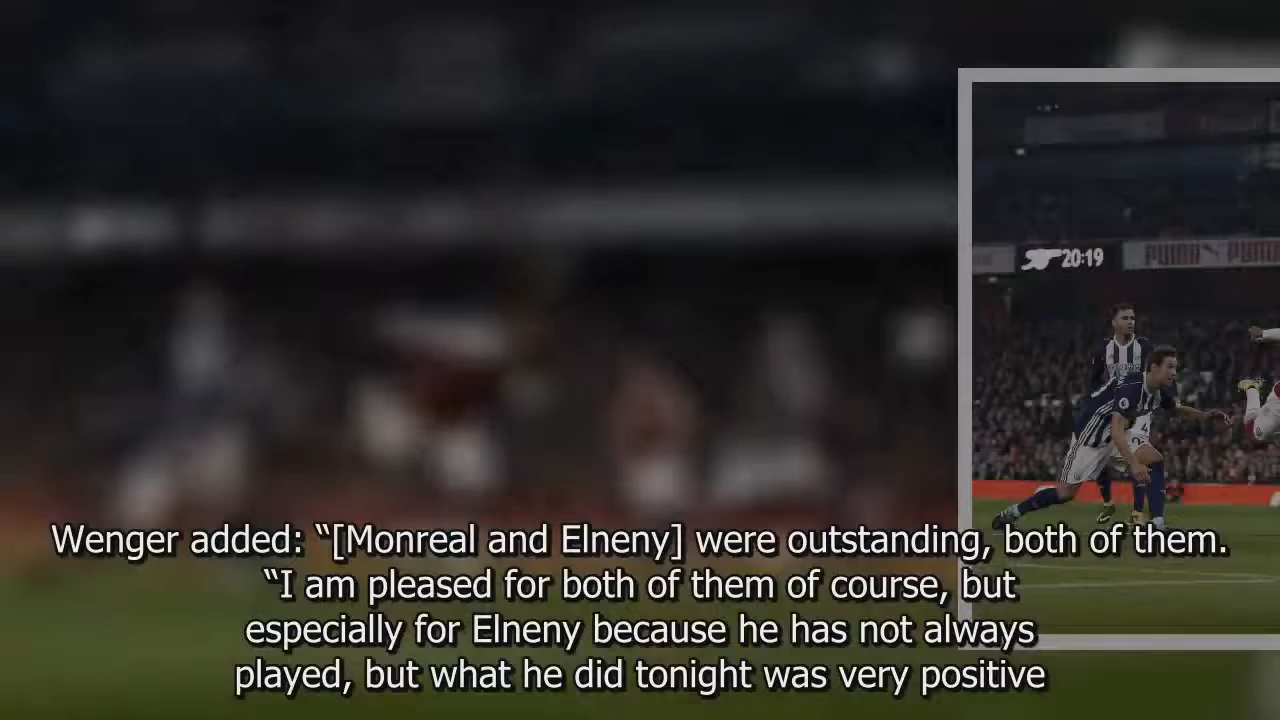 20:19
PUMA PUMA
Wenger added: “[Monreal and Elneny] were outstanding, both of them.
“I am pleased for both of them of course, but
especially for Elneny because he has not always
played, but what he did tonight was very positive